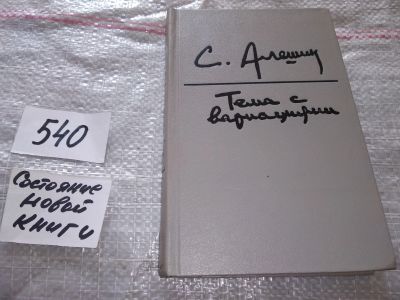 540
Состояние
новой
книги
С. Алешин
Тема с
вариациями